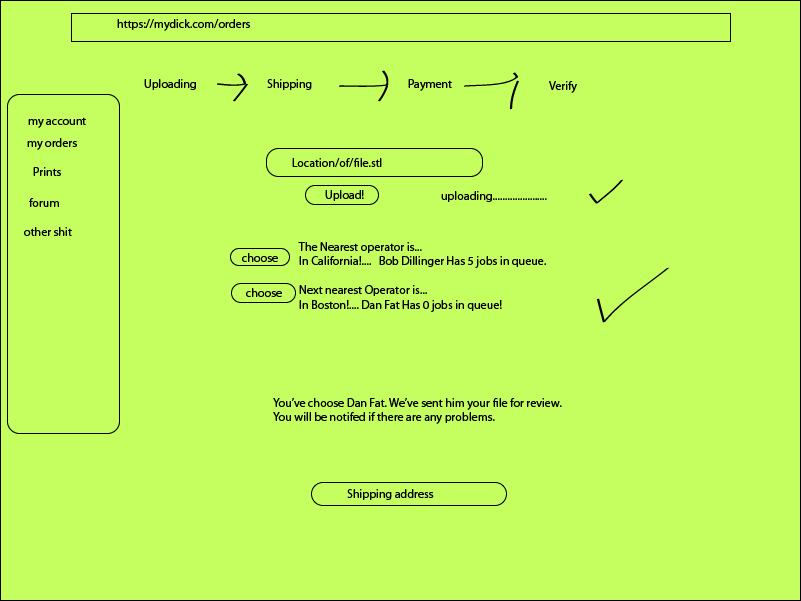 https://mydick.com/orders
Uploading Shipping Payment Verify
my account
my orders
Prints
forum
other shit
Location/of/file.stl
Upload! uploading......................
choose
The Nearest operator is...
In California!.... Bob Dillinger Has 5 jobs in queue.
choose
Next nearest Operator is...
In Boston!.... Dan Fat Has 0 jobs in queue!
You've choose Dan Fat. We've sent him your file for review.
You will be notifed if there are any problems.
Shipping address